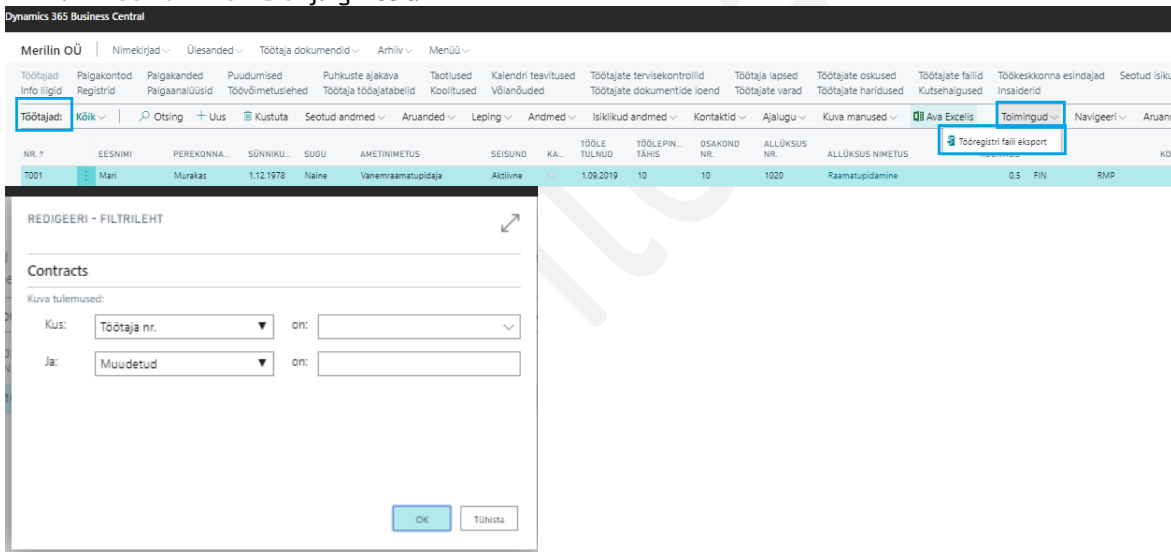 Dynamics 365 Business Central
Merilin OÜ Nimekirjad Ülesanded Töötaja dokumendid Arhiiv Menüü
Töötajad Palgakontod Palgakanded Puudumised Puhkuste ajakava Taotlused Kalendri teavitused Töötajate tervisekontrollid Töötaja lapsed Töötajate oskused Töötajate failid Töökeskkonna esindajad
Info liigid Registrid Palgaanalüüsid Töövõimetuslehed Töötaja tööajatabelid Koolitused Võlanõuded Töötajate dokumentide loend Töötajate varad Töötajate haridused Kutsehaigused Insaiderid
Töötajad: Kõik Otsing + Uus Kustuta Seotud andmed Aruanded Leping Andmed Isiklikud andmed Kontaktid Ajalugu Kuva manused Ava Excelis Toimingud Navigeeri
Tööregistri faili eksport
NR. ↑ EESNIMI PEREKONNA... SÜNNIKU... SUGU AMETINIMETUS SEISUND KA... TÖÖLE TULNUD TÖÖLEPIN... TÄHIS OSAKOND NR. ALLÜKSUS NR. ALLÜKSUS NIMETUS
T001 Mari Murakas 1.12.1978 Naine Vanemraamatupidaja Aktiivne 1.09.2019 10 10 1020 Raamatupidamine 0,5 FIN RMP
REDIGEERI - FILTRILEHT
Contracts
Kuva tulemused:
Kus: Töötaja nr. on:
Ja: Muudetud on:
OK Tühista